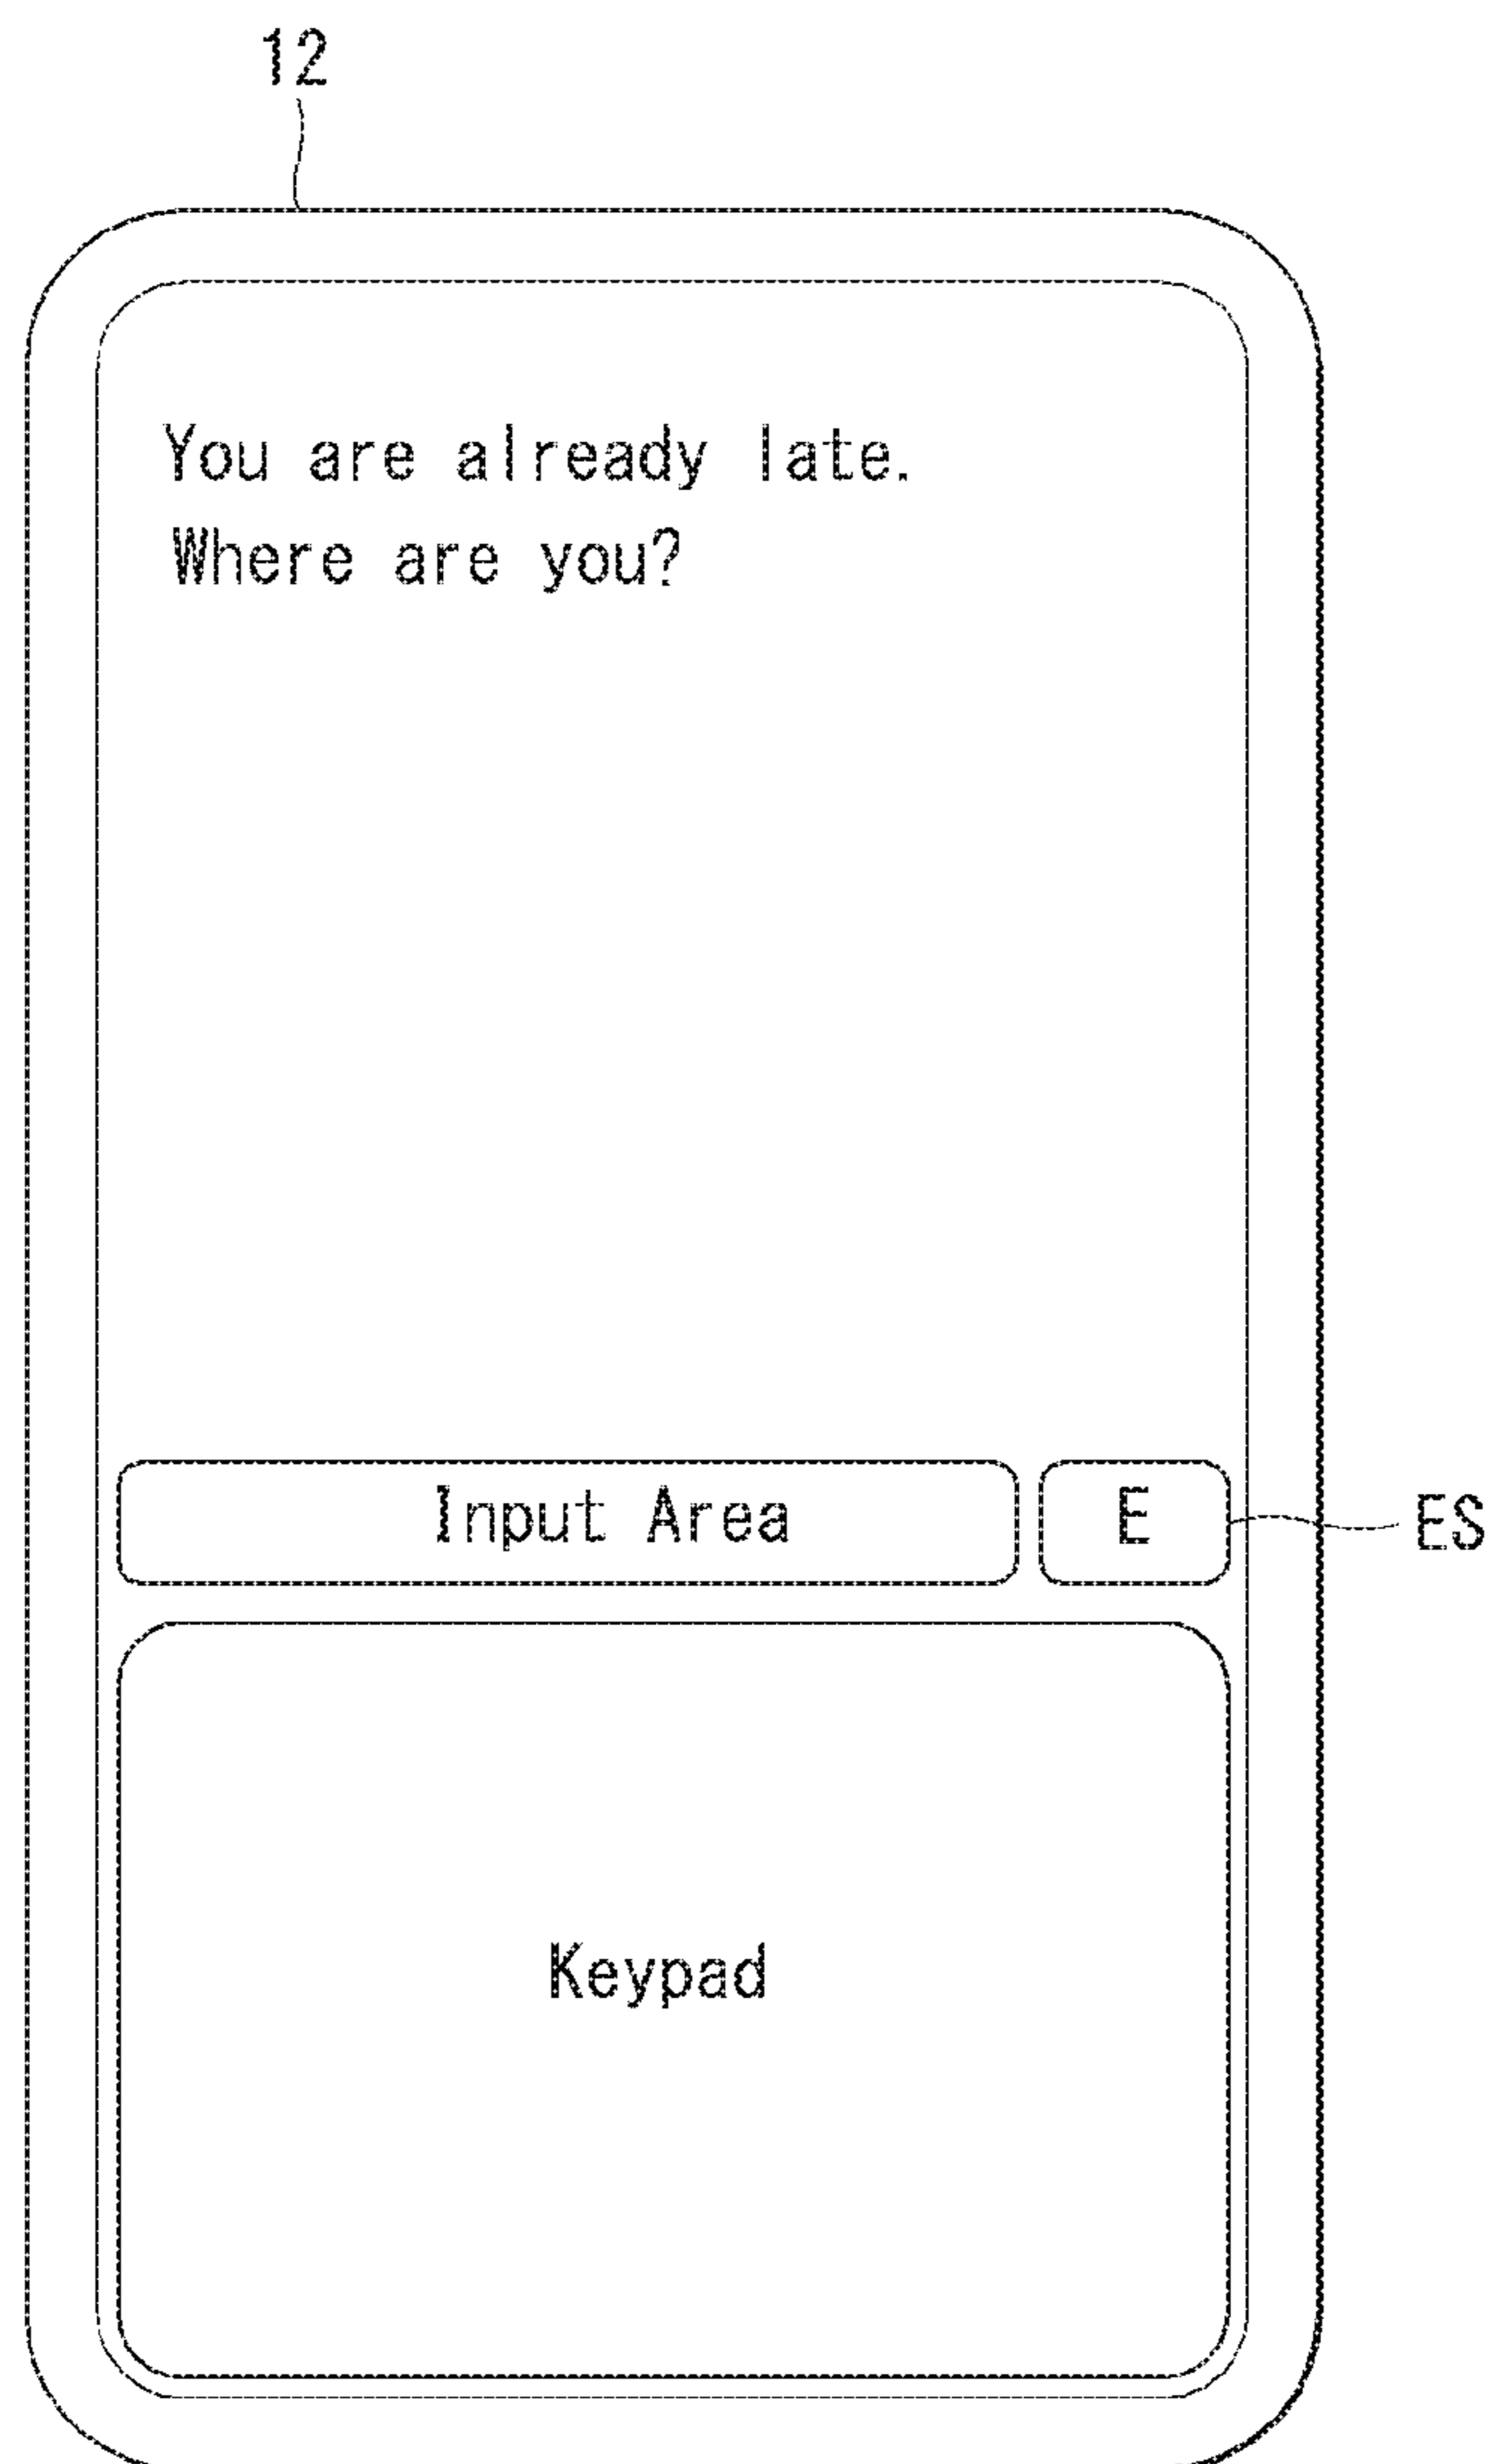 12
You are already late.
Where are you?
Input Area
E
ES
Keypad